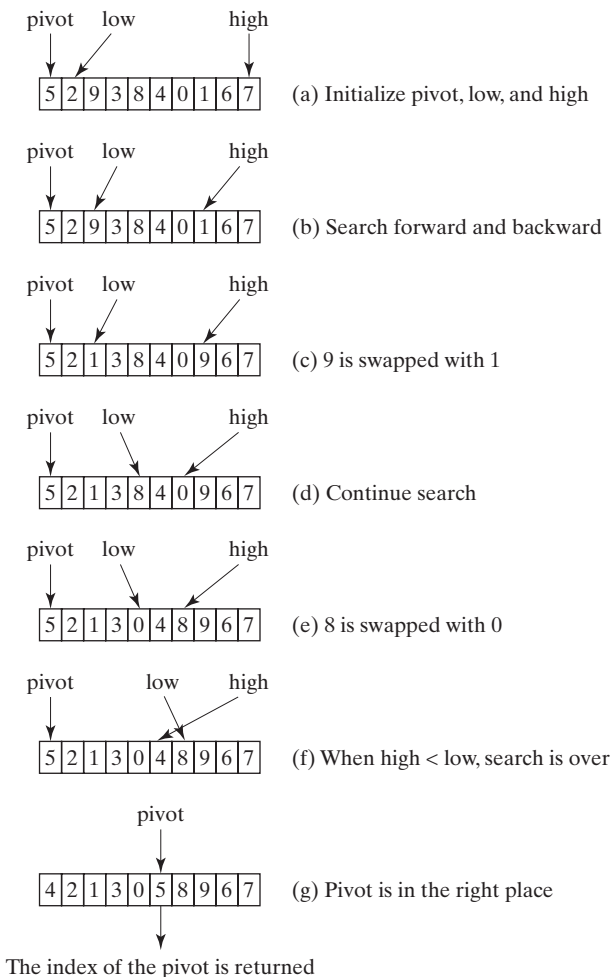 pivot low high
5 2 9 3 8 4 0 1 6 7 (a) Initialize pivot, low, and high
pivot low high
5 2 9 3 8 4 0 1 6 7 (b) Search forward and backward
pivot low high
5 2 1 3 8 4 0 9 6 7 (c) 9 is swapped with 1
pivot low high
5 2 1 3 8 4 0 9 6 7 (d) Continue search
pivot low high
5 2 1 3 0 4 8 9 6 7 (e) 8 is swapped with 0
pivot low high
5 2 1 3 0 4 8 9 6 7 (f) When high < low, search is over
pivot
4 2 1 3 0 5 8 9 6 7 (g) Pivot is in the right place
The index of the pivot is returned